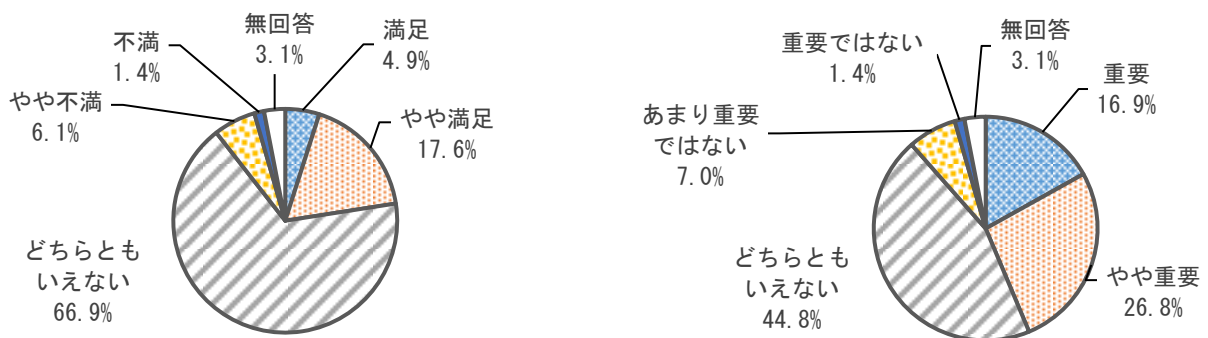 無回答
3.1%
満足
4.9%
不満
1.4%
やや不満
6.1%
やや満足
17.6%
どちらとも
いえない
66.9%
無回答
3.1%
重要ではない
1.4%
重要
16.9%
あまり重要
ではない
7.0%
どちらとも
いえない
44.8%
やや重要
26.8%